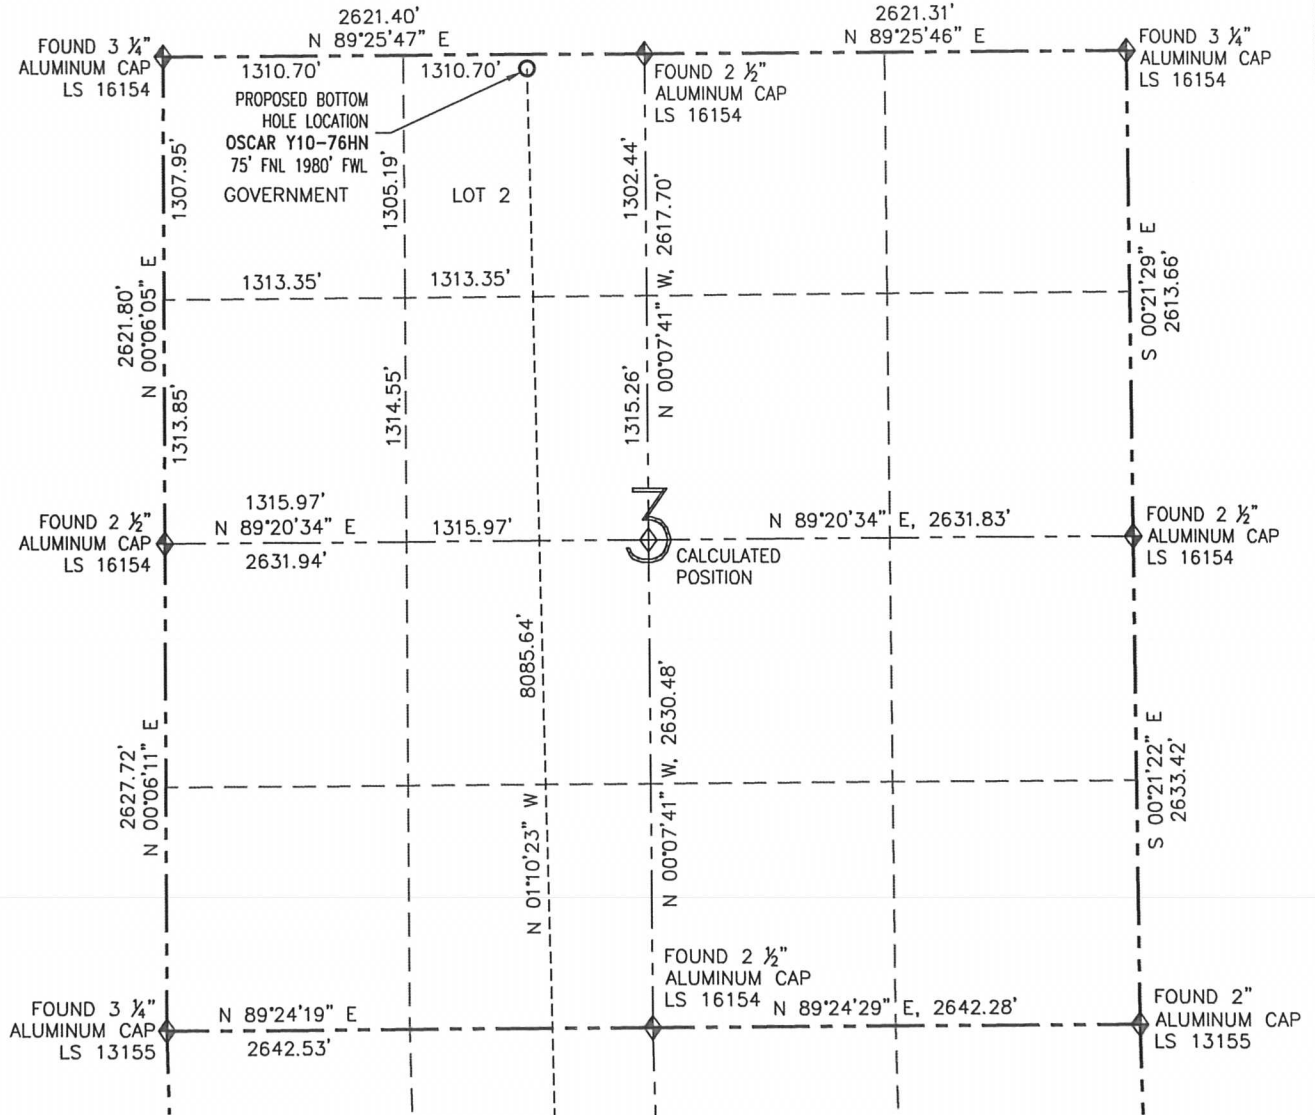 2621.40'
N 89°25'47" E
2621.31'
N 89°25'46" E
FOUND 3 ¼"
ALUMINUM CAP
LS 16154
1310.70'
1310.70'
FOUND 2 ½"
ALUMINUM CAP
LS 16154
FOUND 3 ¼"
ALUMINUM CAP
LS 16154
PROPOSED BOTTOM
HOLE LOCATION
OSCAR Y10-76HN
75' FNL 1980' FWL
GOVERNMENT LOT 2
1307.95'
1305.19'
1302.44'
N 00°07'41" W, 2617.70'
2621.80'
N 00°06'05" E
S 00°21'29" E
2613.66'
1313.35'
1313.35'
1313.85'
1314.55'
1315.26'
FOUND 2 ½"
ALUMINUM CAP
LS 16154
1315.97'
N 89°20'34" E
2631.94'
1315.97'
3
CALCULATED
POSITION
N 89°20'34" E, 2631.83'
FOUND 2 ½"
ALUMINUM CAP
LS 16154
2627.72'
N 00°06'11" E
8085.64'
N 01°10'23" W
N 00°07'41" W, 2630.48'
S 00°21'22" E
2633.42'
FOUND 3 ¼"
ALUMINUM CAP
LS 13155
N 89°24'19" E
2642.53'
FOUND 2 ½"
ALUMINUM CAP
LS 16154
N 89°24'29" E, 2642.28'
FOUND 2"
ALUMINUM CAP
LS 13155